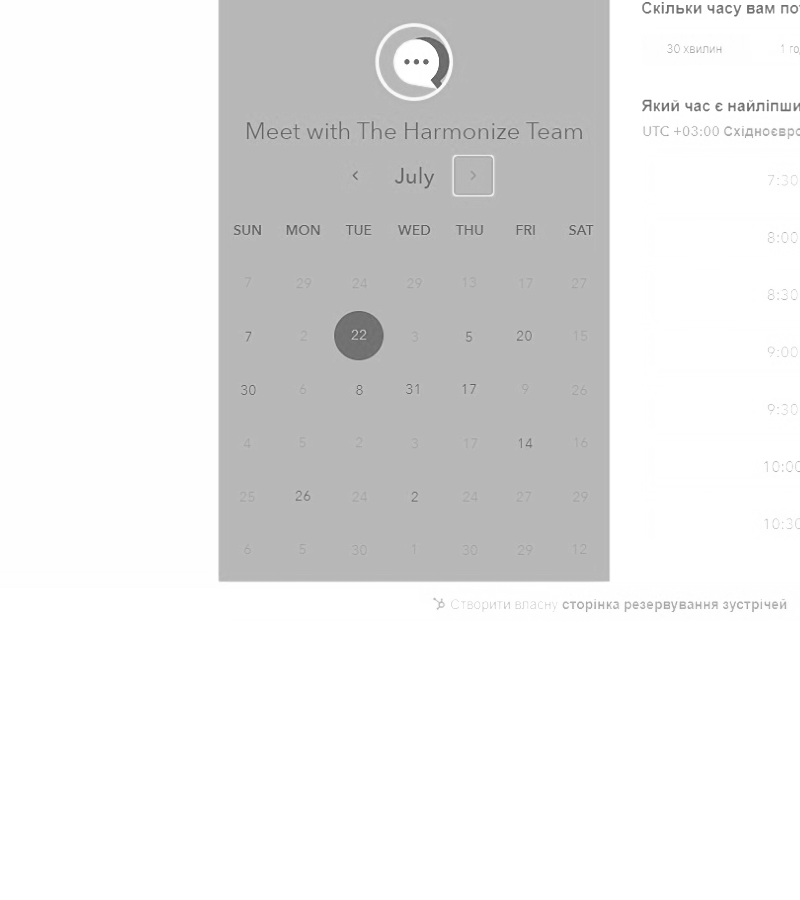 Meet with The Harmonize Team
July
SUN MON TUE WED THU FRI SAT
7 29 24 29 13 17 27
7 2 22 3 5 20 15
30 6 8 31 17 9 26
4 5 2 3 17 14 16
25 26 24 2 24 27 29
6 5 30 1 30 29 12
Скільки часу вам по
30 хвилин 1 го
Який час є найліпши
UTC +03:00 Східноєвро
7:30
8:00
8:30
9:00
9:30
10:00
10:30
Створити власну сторінка резервування зустрічей